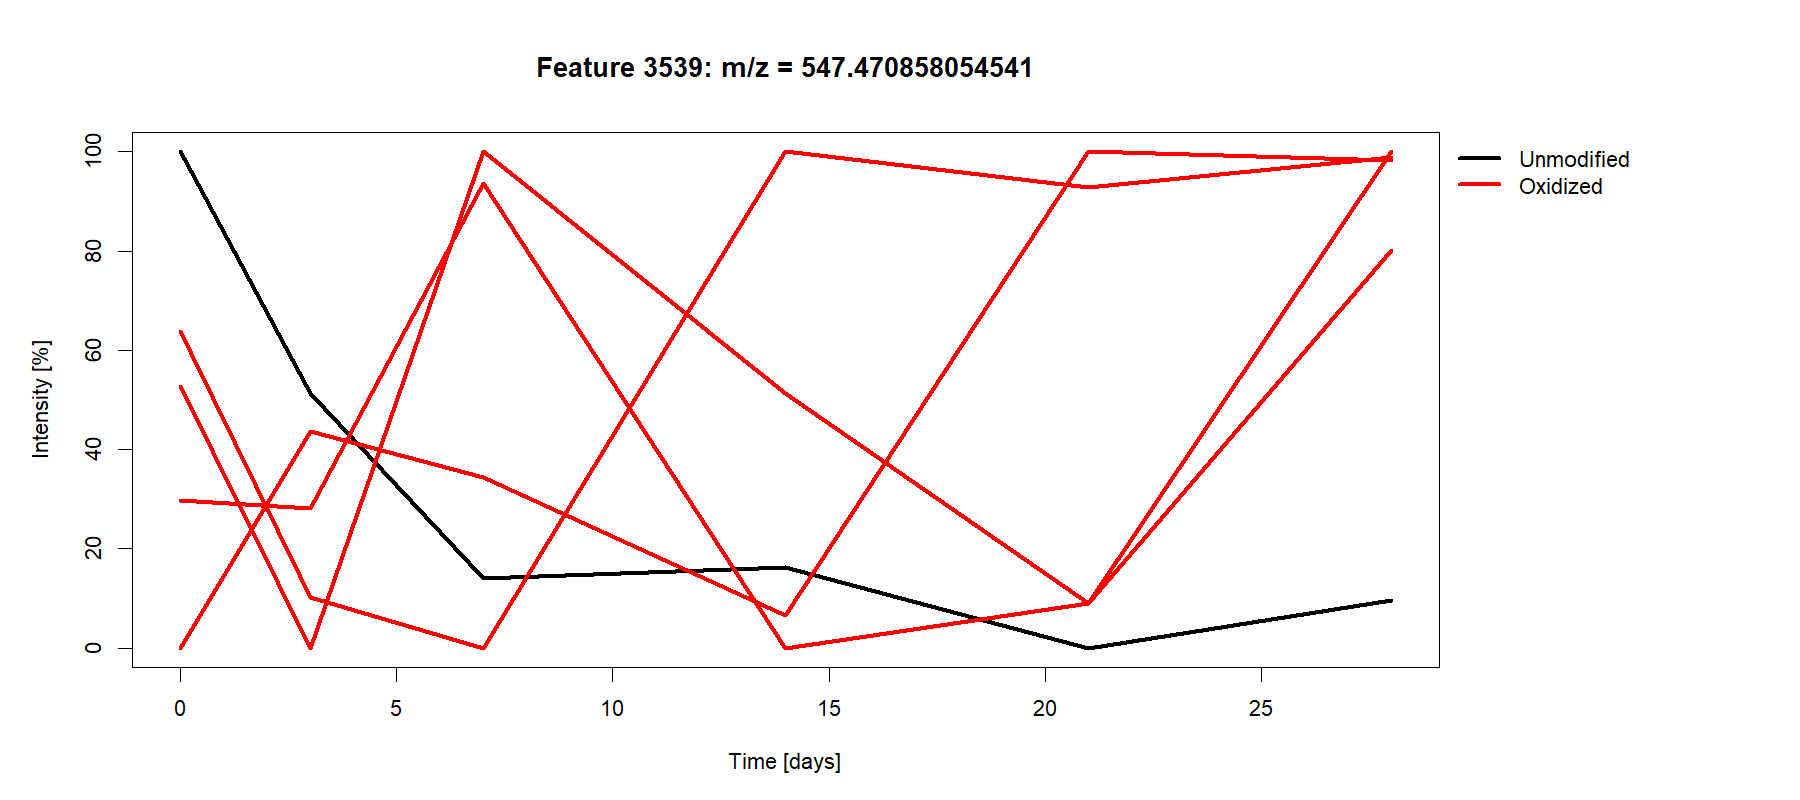 Feature 3539: m/z = 547.470858054541
Unmodified
Oxidized
Intensity [%]
100
80
60
40
20
0
0 5 10 15 20 25
Time [days]